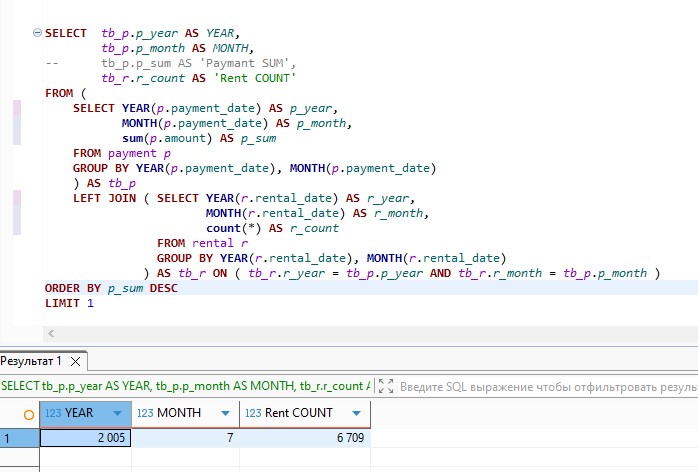 SELECT tb_p.p_year AS YEAR,
tb_p.p_month AS MONTH,
-- tb_p.p_sum AS 'Paymant SUM',
tb_r.r_count AS 'Rent COUNT'
FROM (
SELECT YEAR(p.payment_date) AS p_year,
MONTH(p.payment_date) AS p_month,
sum(p.amount) AS p_sum
FROM payment p
GROUP BY YEAR(p.payment_date), MONTH(p.payment_date)
) AS tb_p
LEFT JOIN ( SELECT YEAR(r.rental_date) AS r_year,
MONTH(r.rental_date) AS r_month,
count(*) AS r_count
FROM rental r
GROUP BY YEAR(r.rental_date), MONTH(r.rental_date)
) AS tb_r ON ( tb_r.r_year = tb_p.p_year AND tb_r.r_month = tb_p.p_month )
ORDER BY p_sum DESC
LIMIT 1
Результат 1
SELECT tb_p.p_year AS YEAR, tb_p.p_month AS MONTH, tb_r.r_count A Введите SQL выражение чтобы отфильтровать резуль
123 YEAR 123 MONTH 123 Rent COUNT
1 2 005 7 6 709